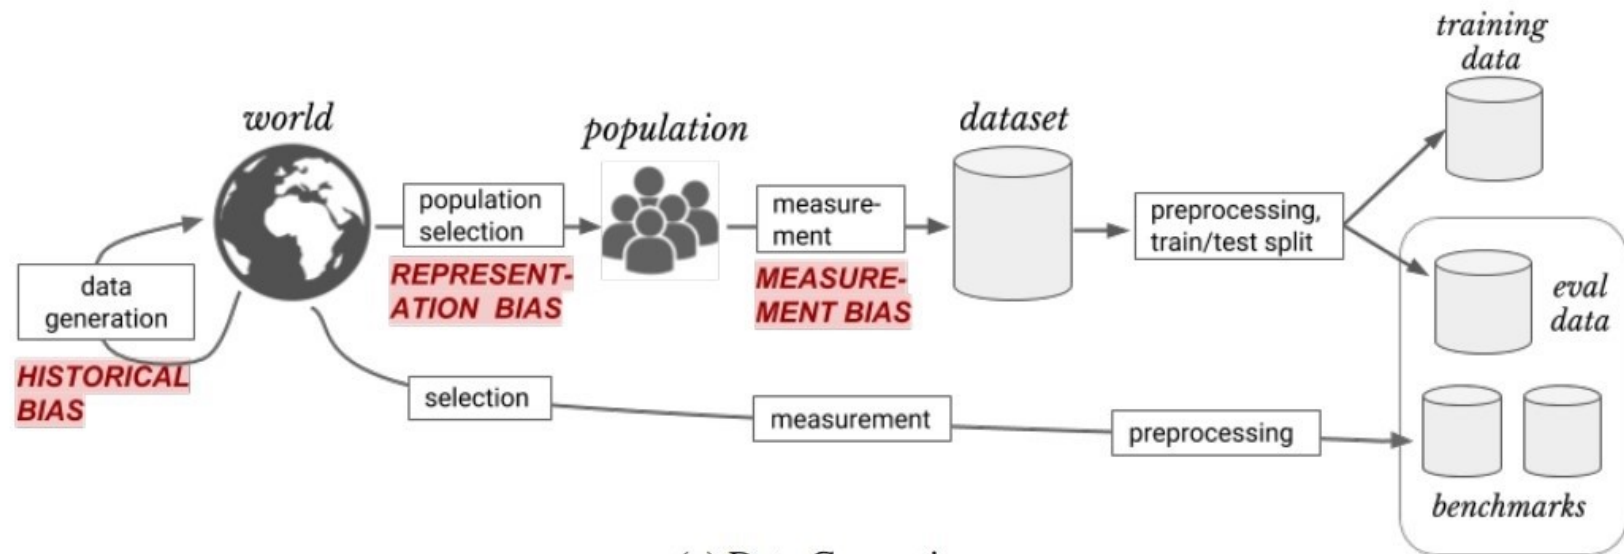 training
data
world
population
dataset
population
selection
measure-
ment
preprocessing,
train/test split
REPRESENT-
ATION BIAS
MEASURE-
MENT BIAS
data
generation
eval
data
HISTORICAL
BIAS
selection
measurement
preprocessing
benchmarks